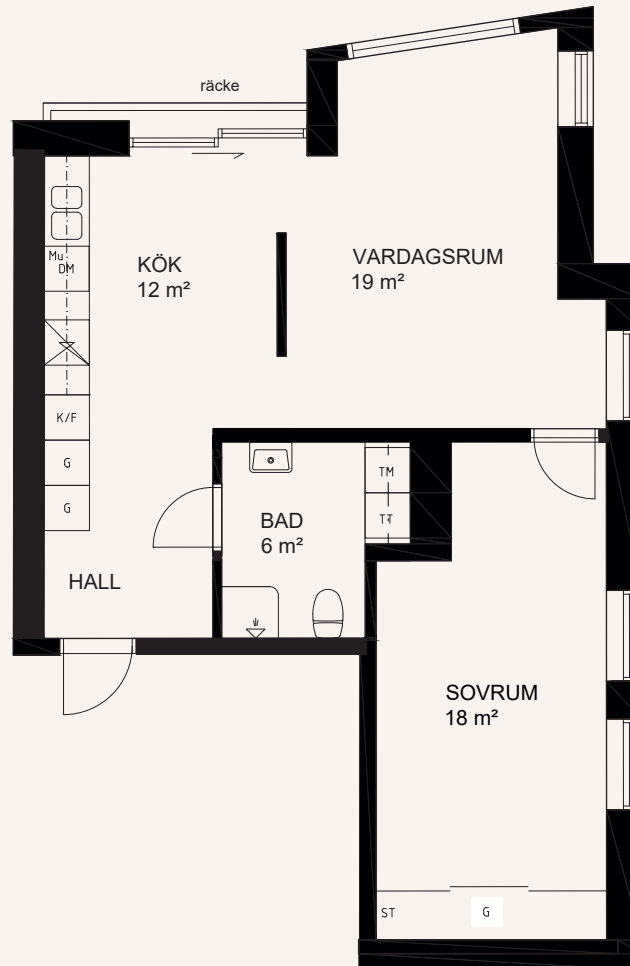 räcke
KÖK
12 m²
VARDAGSRUM
19 m²
Mu
DM
K/F
G
G
TM
TT
BAD
6 m²
HALL
SOVRUM
18 m²
ST
G